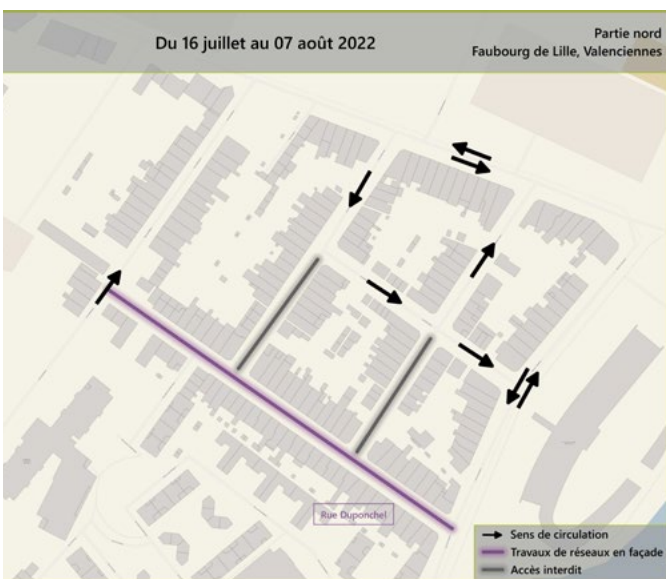 Du 16 juillet au 07 août 2022
Partie nord
Faubourg de Lille, Valenciennes
Rue Duponchel
Sens de circulation
Travaux de réseaux en façade
Accès interdit